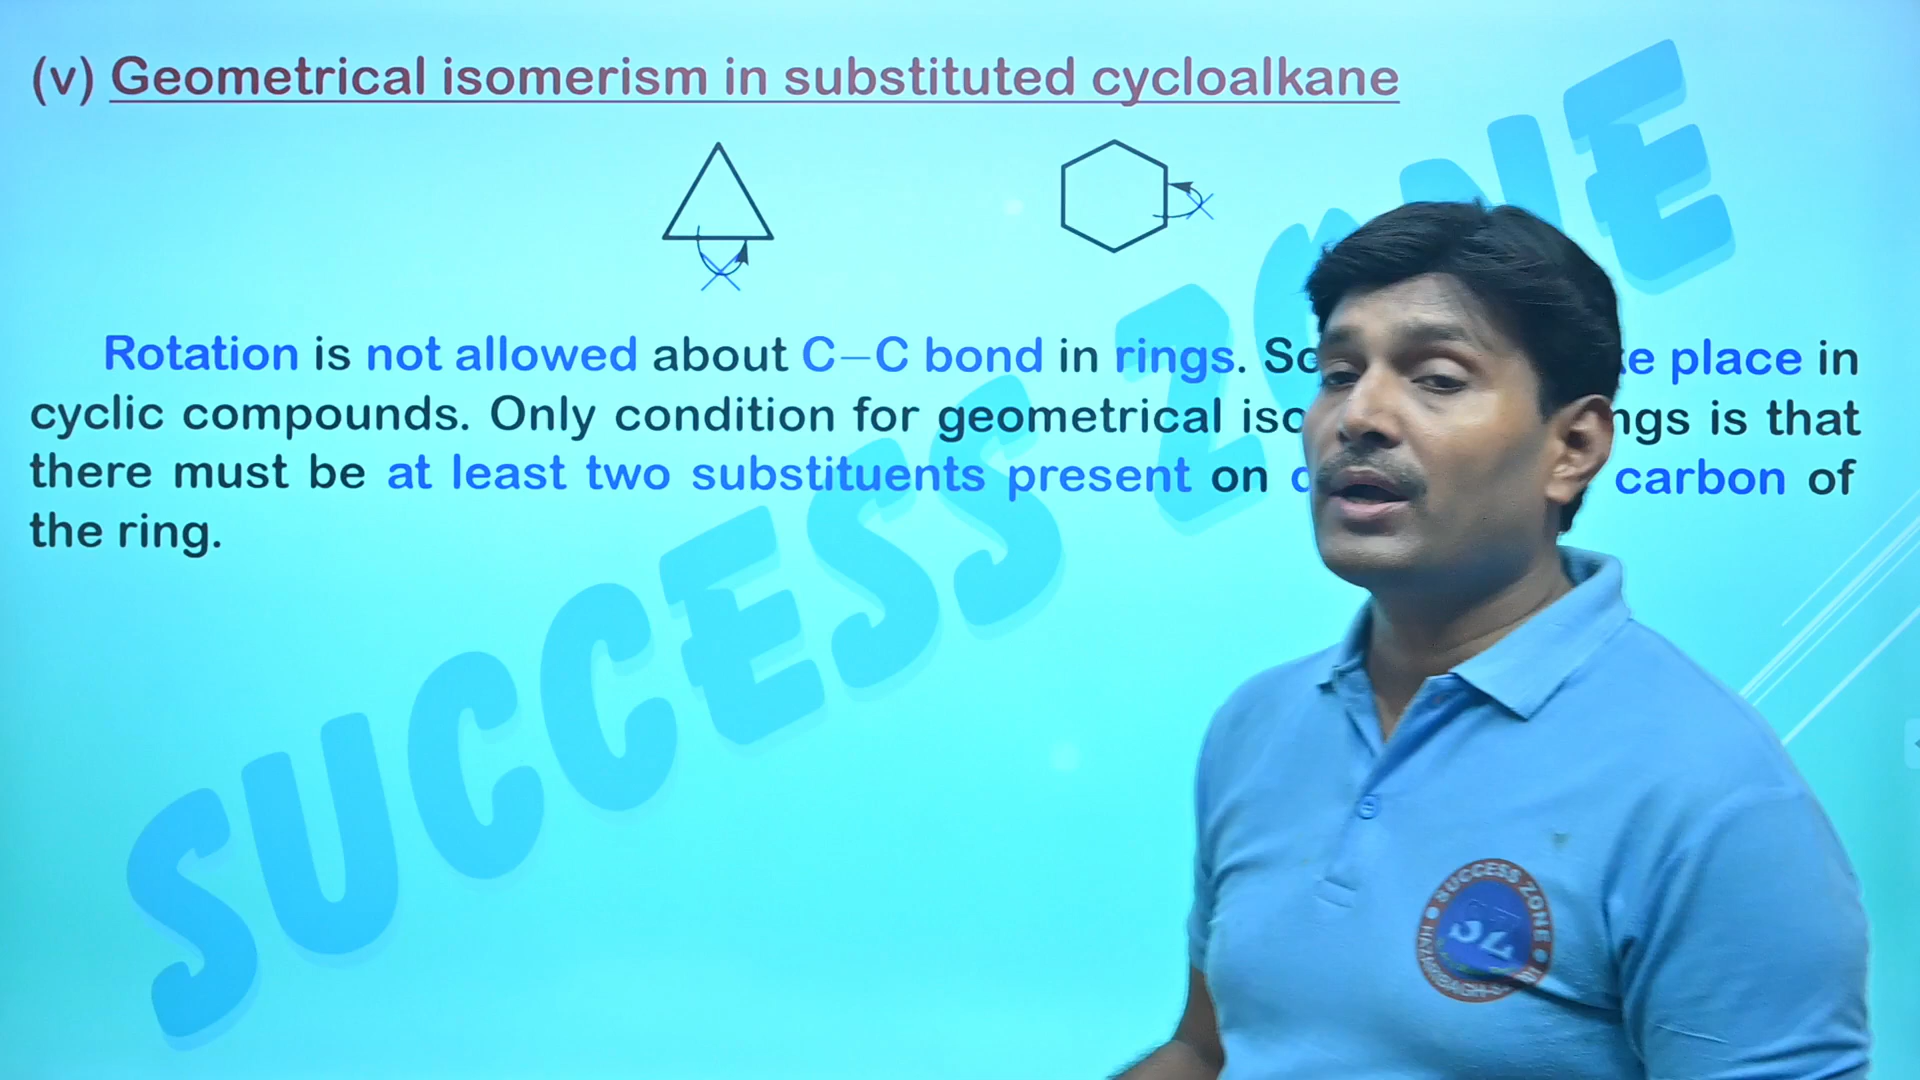 (v) Geometrical isomerism in substituted cycloalkane
Rotation is not allowed about C–C bond in rings. So place in
cyclic compounds. Only condition for geometrical is that
there must be at least two substituents present on carbon of
the ring.
SUCCESS ZONE
SUCCESS ZONE